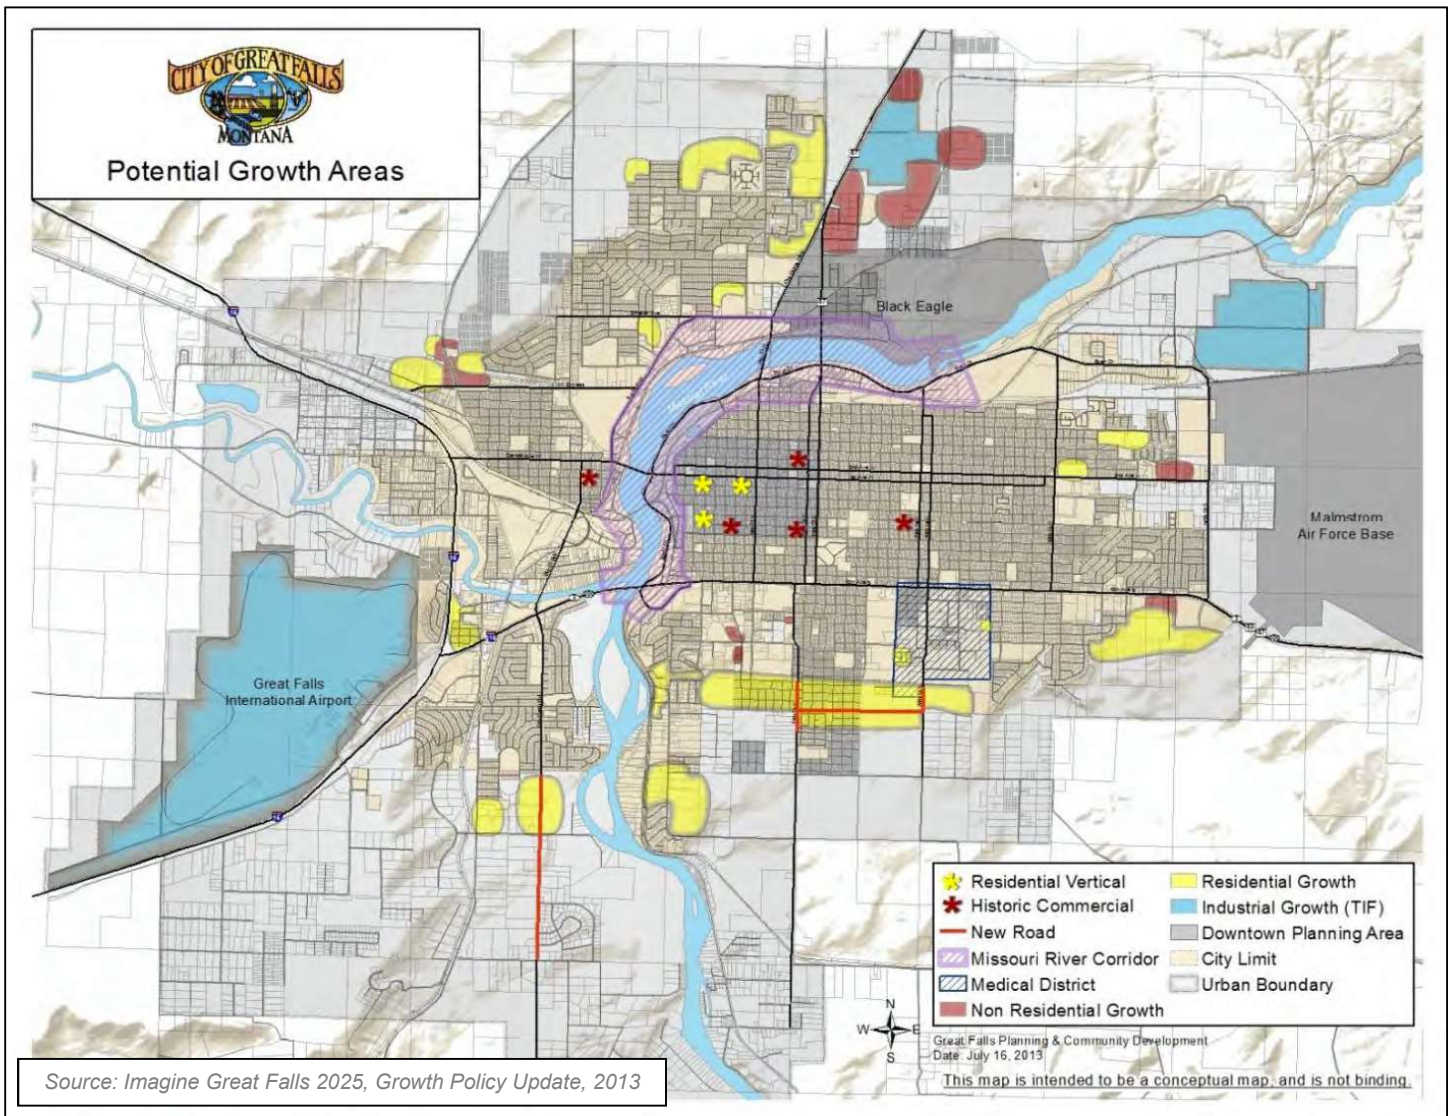 CITY OF GREAT FALLS
MONTANA
Potential Growth Areas
Black Eagle
Malmstrom
Air Force Base
Great Falls
International Airport
Residential Vertical
Historic Commercial
New Road
Missouri River Corridor
Medical District
Non Residential Growth
Residential Growth
Industrial Growth (TIF)
Downtown Planning Area
City Limit
Urban Boundary
N
W
E
S
Great Falls Planning & Community Development
Date: July 16, 2013
This map is intended to be a conceptual map, and is not binding.
Source: Imagine Great Falls 2025, Growth Policy Update, 2013